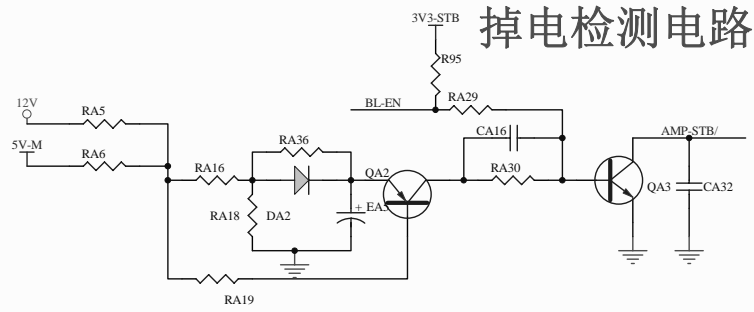 掉电检测电路
3V3-STB
R95
BL-EN
RA29
12V
RA5
5V-M
RA6
RA36
CA16
AMP-STB/
RA16
QA2
RA30
QA3
CA32
RA18
DA2
+
EA5
RA19